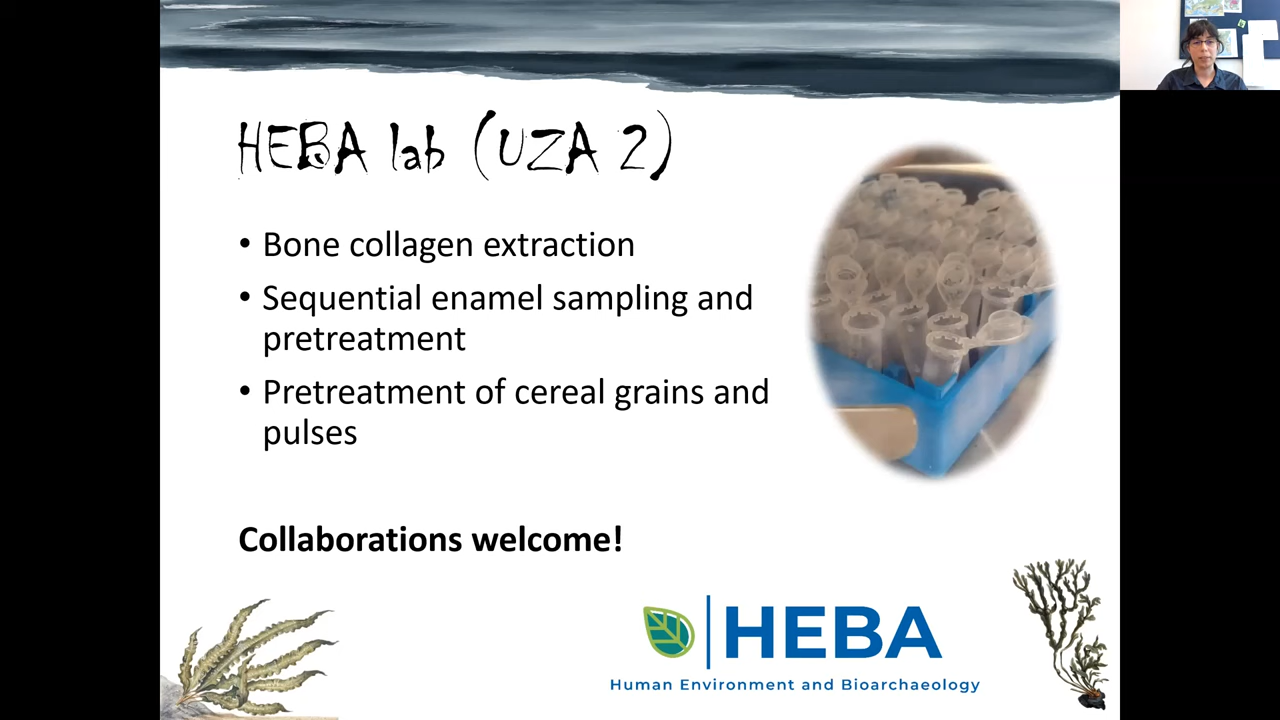 HEBA lab (UZA 2)
• Bone collagen extraction
• Sequential enamel sampling and
pretreatment
• Pretreatment of cereal grains and
pulses
Collaborations welcome!
HEBA
Human Environment and Bioarchaeology